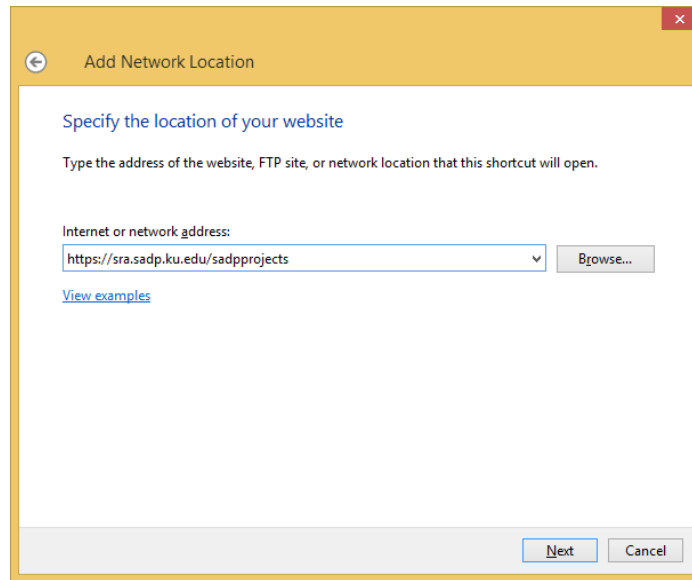 Add Network Location
Specify the location of your website
Type the address of the website, FTP site, or network location that this shortcut will open.
Internet or network address:
https://sra.sadp.ku.edu/sadpprojects
Browse...
View examples
Next
Cancel